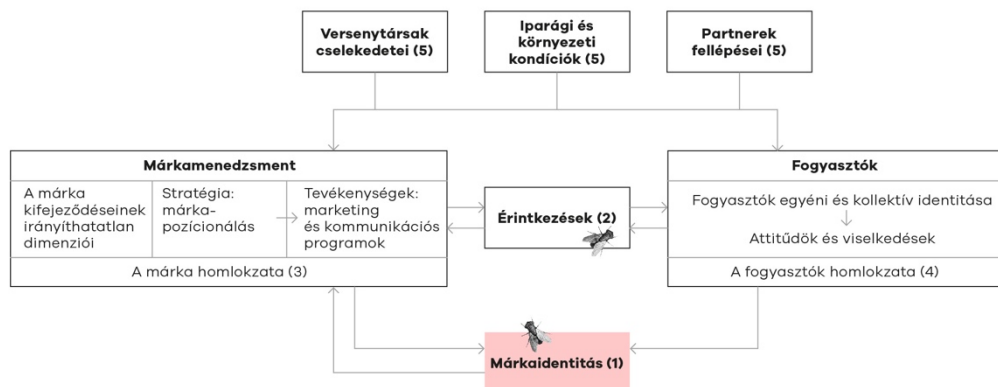 Versenytársak
cselekedetei (5)
Iparági és
környezeti
kondíciók (5)
Partnerek
fellépései (5)
Márkamenedzsment
A márka
kifejeződéseinek
irányíthatatlan
dimenziói
Stratégia:
márka-
pozícionálás
Tevékenységek:
marketing
és kommunikációs
programok
A márka homlokzata (3)
Érintkezések (2)
Fogyasztók
Fogyasztók egyéni és kollektív identitása
Attitűdök és viselkedések
A fogyasztók homlokzata (4)
Márkaidentitás (1)